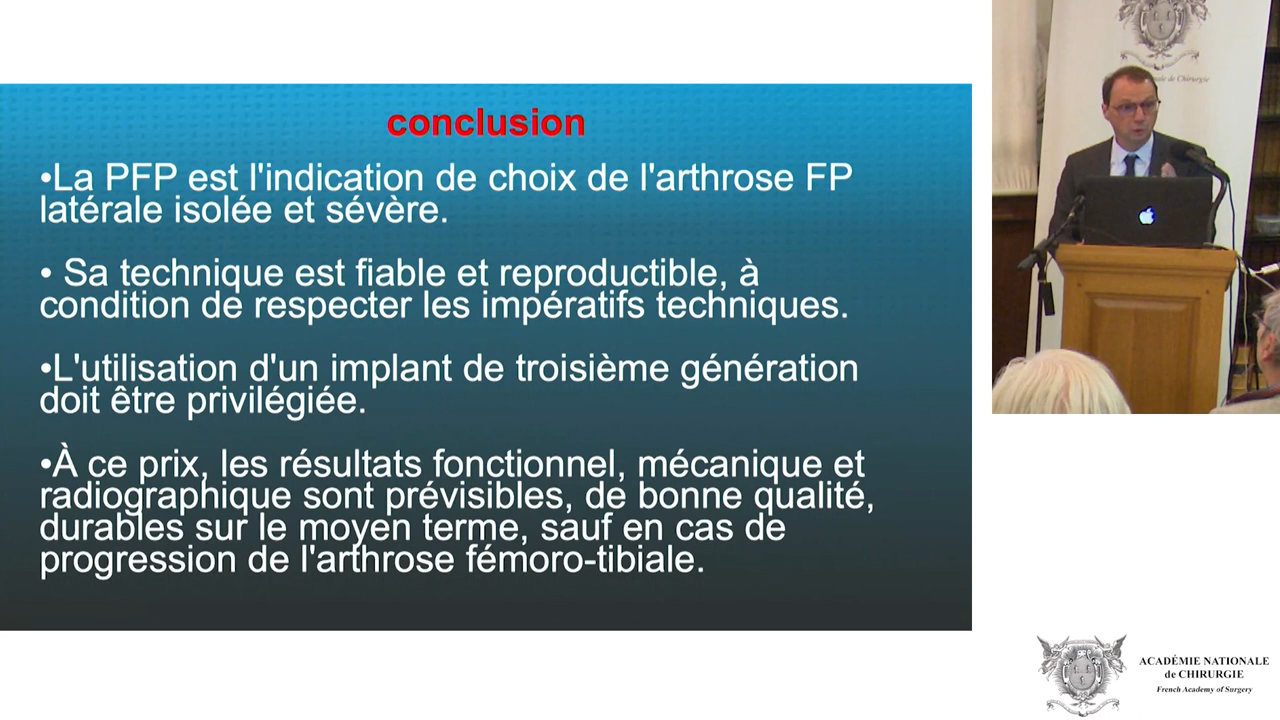 conclusion
•La PFP est l'indication de choix de l'arthrose FP
latérale isolée et sévère.
• Sa technique est fiable et reproductible, à
condition de respecter les impératifs techniques.
•L'utilisation d'un implant de troisième génération
doit être privilégiée.
•À ce prix, les résultats fonctionnel, mécanique et
radiographique sont prévisibles, de bonne qualité,
durables sur le moyen terme, sauf en cas de
progression de l'arthrose fémoro-tibiale.
de Chirurgie
ACADÉMIE NATIONALE
de CHIRURGIE
French Academy of Surgery